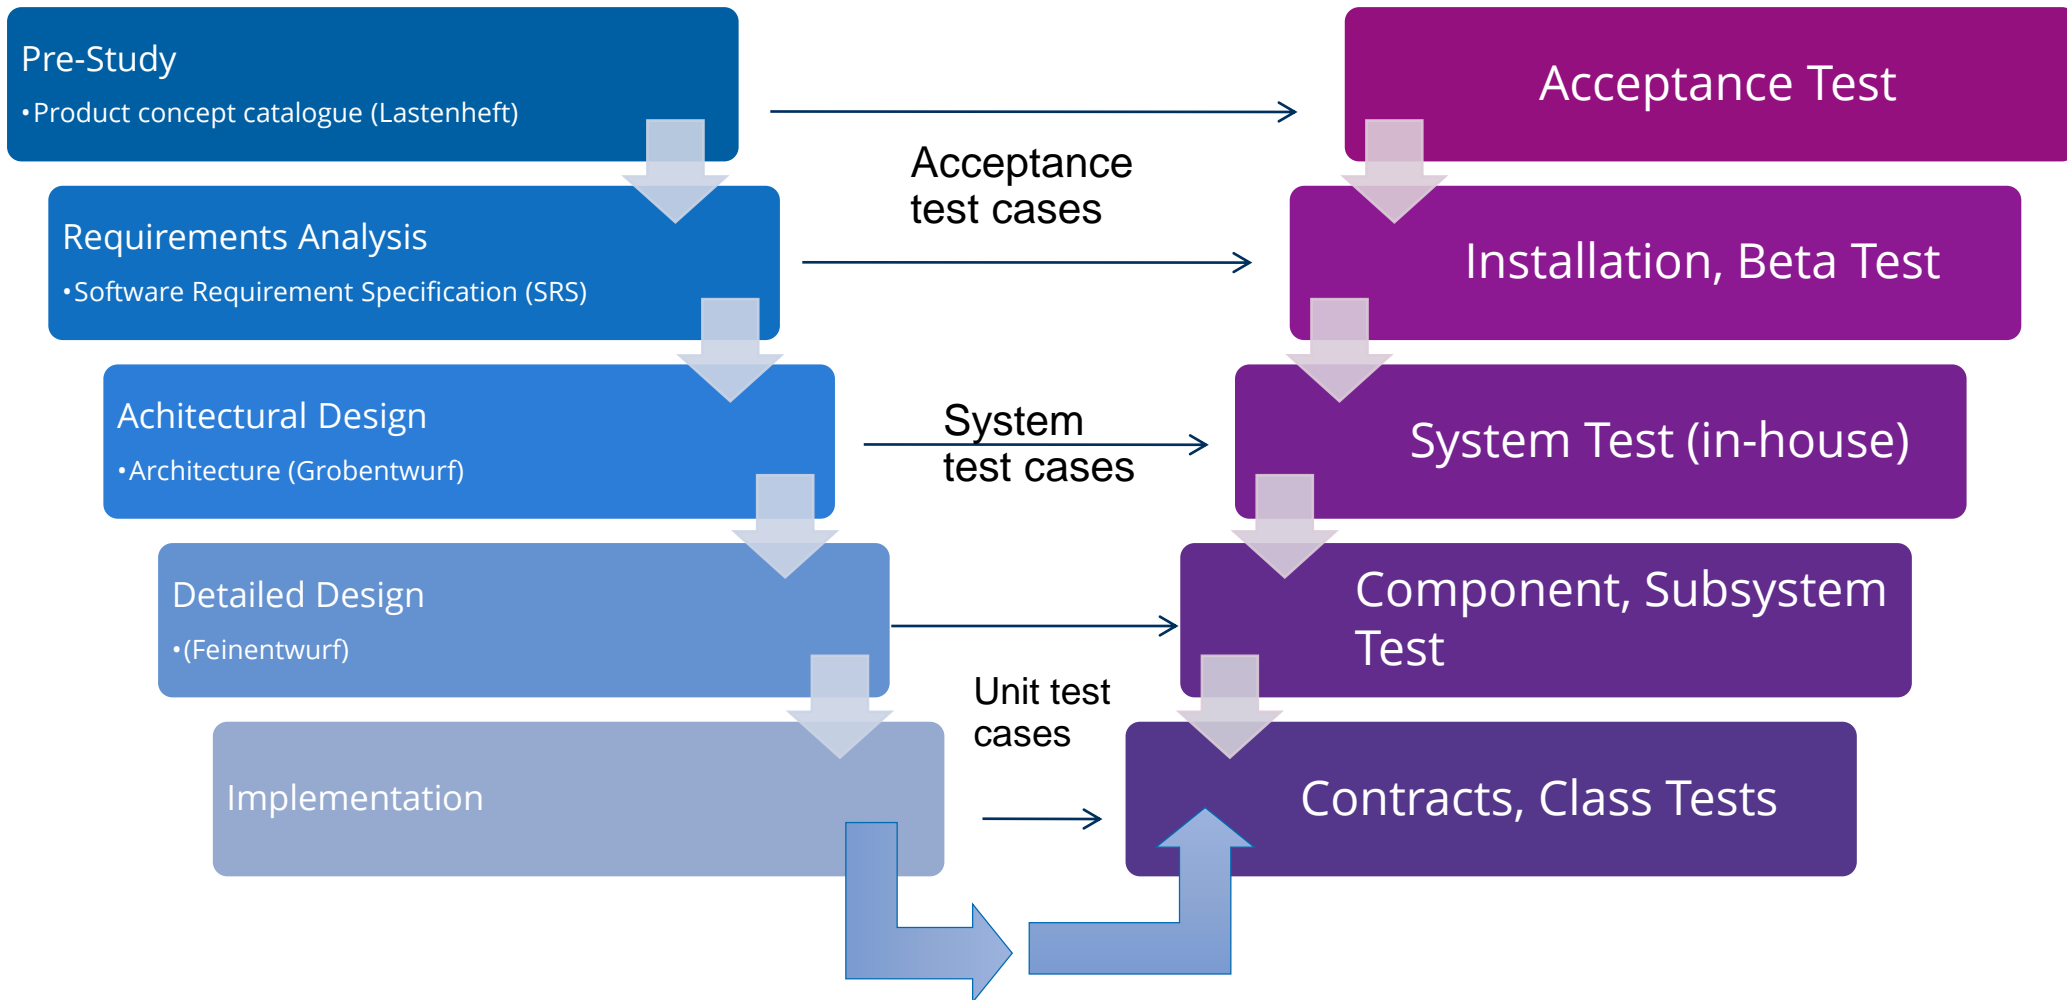 Pre-Study
•Product concept catalogue (Lastenheft)
Acceptance Test
Acceptance
test cases
Requirements Analysis
•Software Requirement Specification (SRS)
Installation, Beta Test
Achitectural Design
•Architecture (Grobentwurf)
System
test cases
System Test (in-house)
Detailed Design
•(Feinentwurf)
Component, Subsystem
Test
Unit test
cases
Implementation
Contracts, Class Tests